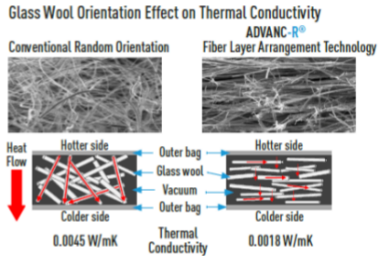 Glass Wool Orientation Effect on Thermal Conductivity
Conventional Random Orientation
ADVANC-R®
Fiber Layer Arrangement Technology
Heat
Flow
Hotter side
Outer bag
Hotter side
Glass wool
Vacuum
Outer bag
Colder side
Colder side
0.0045 W/mK
Thermal
Conductivity
0.0018 W/mK